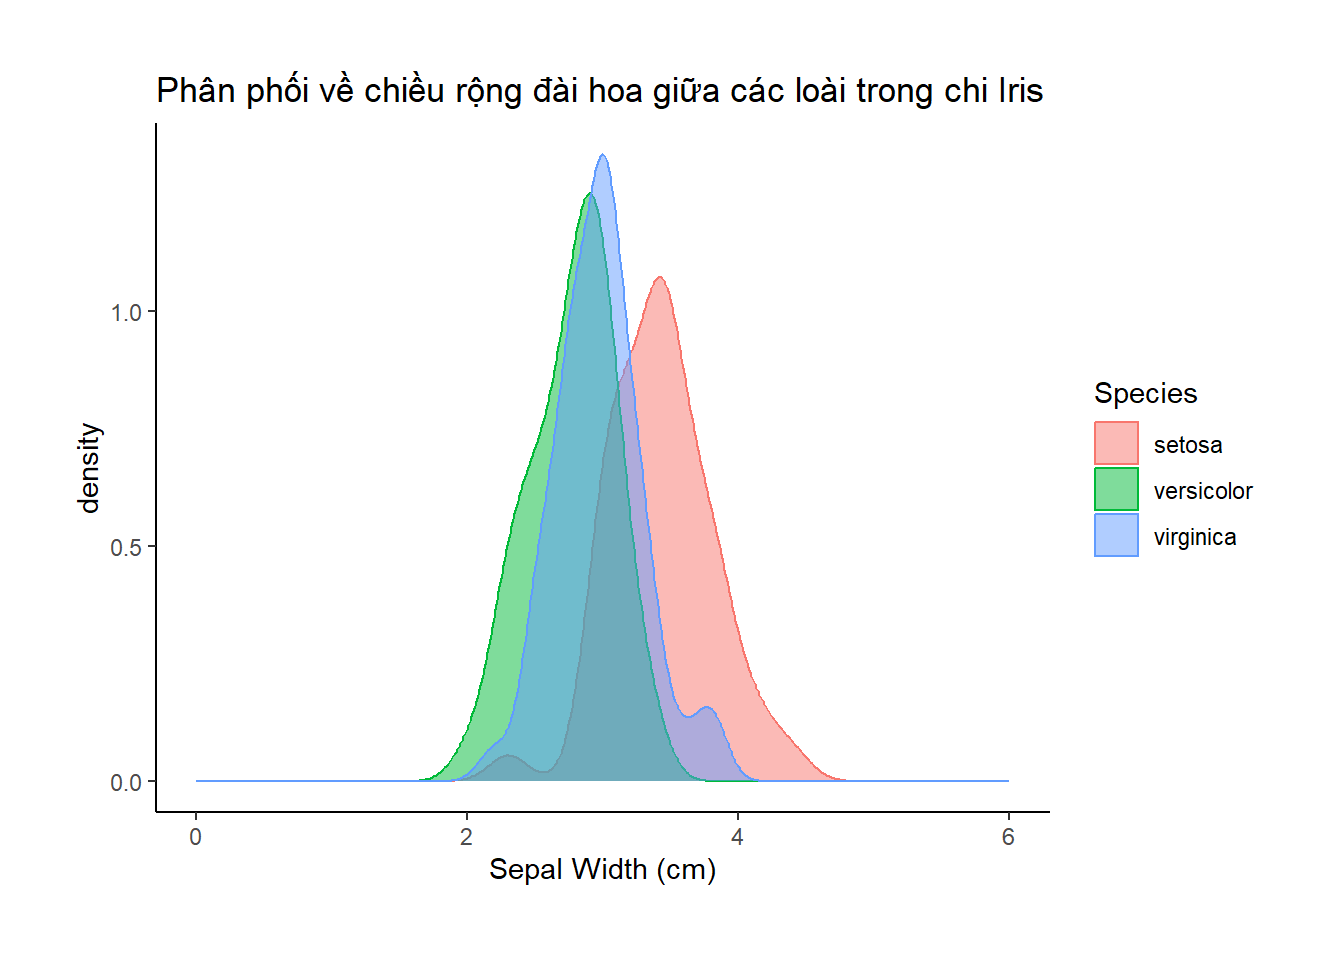 Phân phối về chiều rộng đài hoa giữa các loài trong chi Iris
density
1.0
0.5
0.0
0
2
4
6
Sepal Width (cm)
Species
setosa
versicolor
virginica